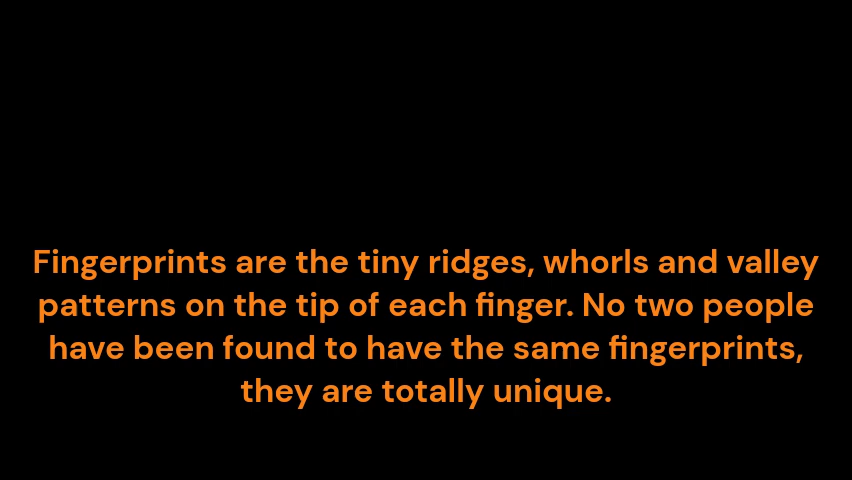 Fingerprints are the tiny ridges, whorls and valley
patterns on the tip of each finger. No two people
have been found to have the same fingerprints,
they are totally unique.